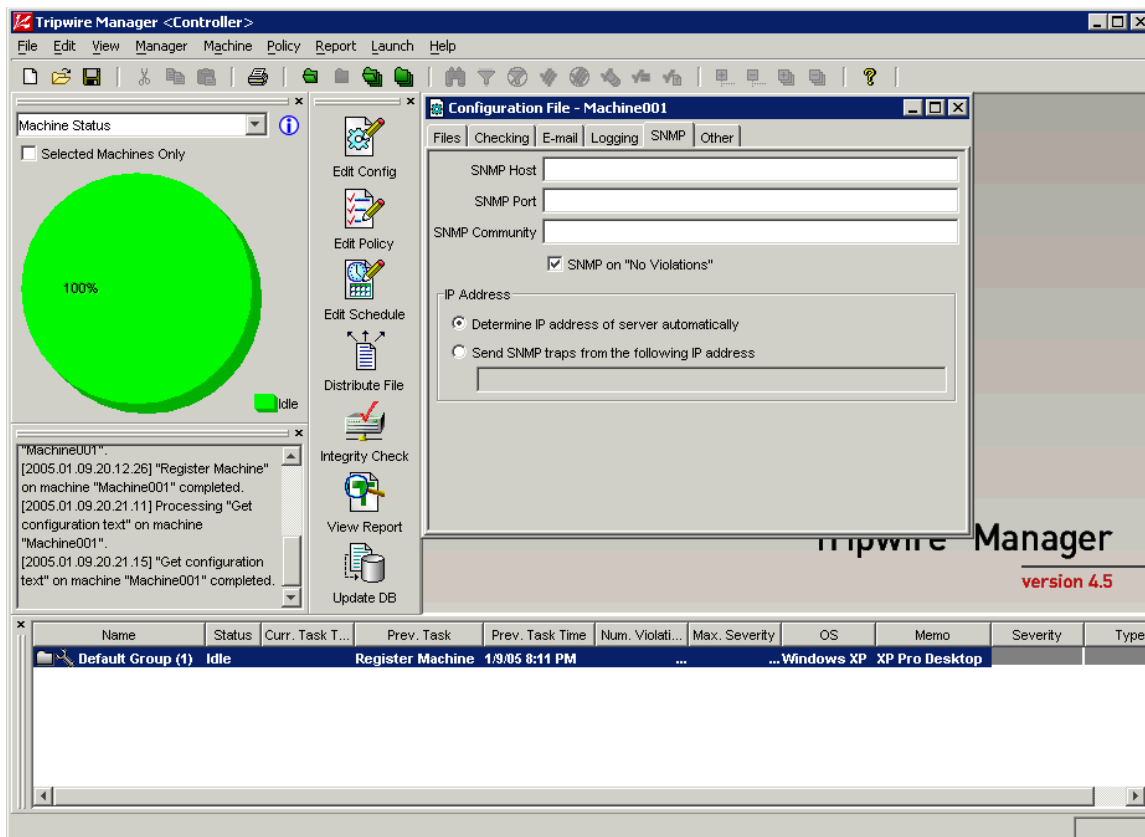 Tripwire Manager <Controller>
File Edit View Manager Machine Policy Report Launch Help
Machine Status
Selected Machines Only
100%
Idle
"Machine001".
[2005.01.09.20.12.26] "Register Machine"
on machine "Machine001" completed.
[2005.01.09.20.21.11] Processing "Get
configuration text" on machine
"Machine001".
[2005.01.09.20.21.15] "Get configuration
text" on machine "Machine001" completed.
Edit Config
Edit Policy
Edit Schedule
Distribute File
Integrity Check
View Report
Update DB
Configuration File - Machine001
Files Checking E-mail Logging SNMP Other
SNMP Host
SNMP Port
SNMP Community
SNMP on "No Violations"
IP Address
Determine IP address of server automatically
Send SNMP traps from the following IP address
Tripwire Manager
version 4.5
Name Status Curr. Task T... Prev. Task Prev. Task Time Num. Violati... Max. Severity OS Memo Severity Type
Default Group (1) Idle Register Machine 1/9/05 8:11 PM ... ... Windows XP XP Pro Desktop